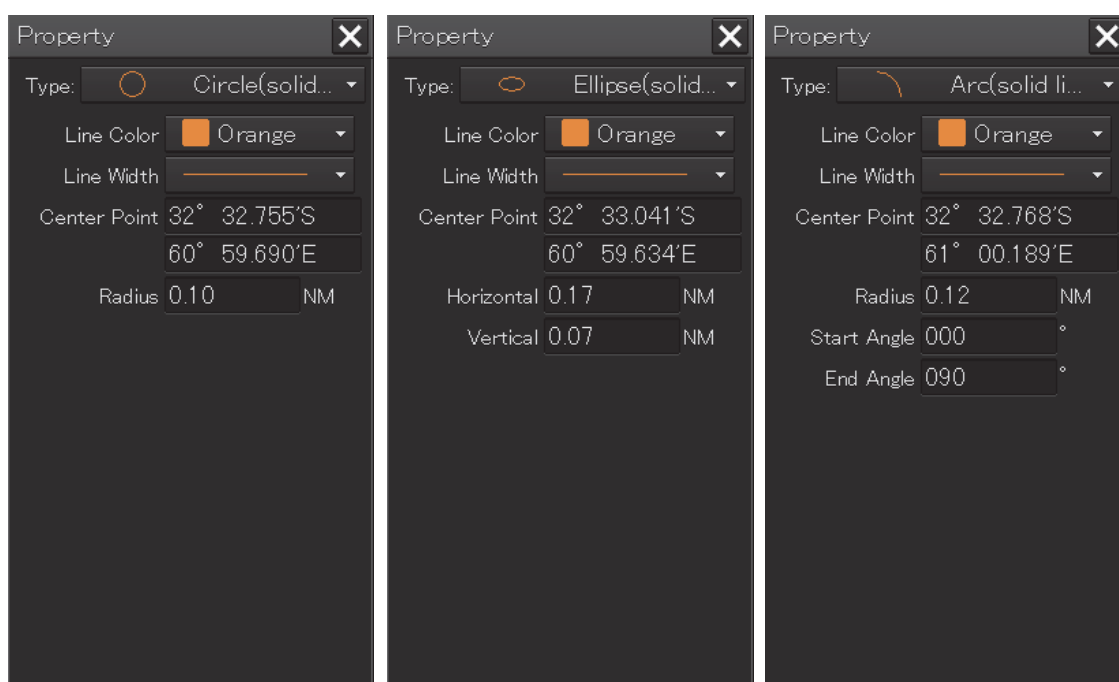 Property
Type: Circle(solid...
Line Color Orange
Line Width
Center Point 32° 32.755'S
60° 59.690'E
Radius 0.10 NM
Property
Type: Ellipse(solid...
Line Color Orange
Line Width
Center Point 32° 33.041'S
60° 59.634'E
Horizontal 0.17 NM
Vertical 0.07 NM
Property
Type: Arc(solid li...
Line Color Orange
Line Width
Center Point 32° 32.768'S
61° 00.189'E
Radius 0.12 NM
Start Angle 000 °
End Angle 090 °